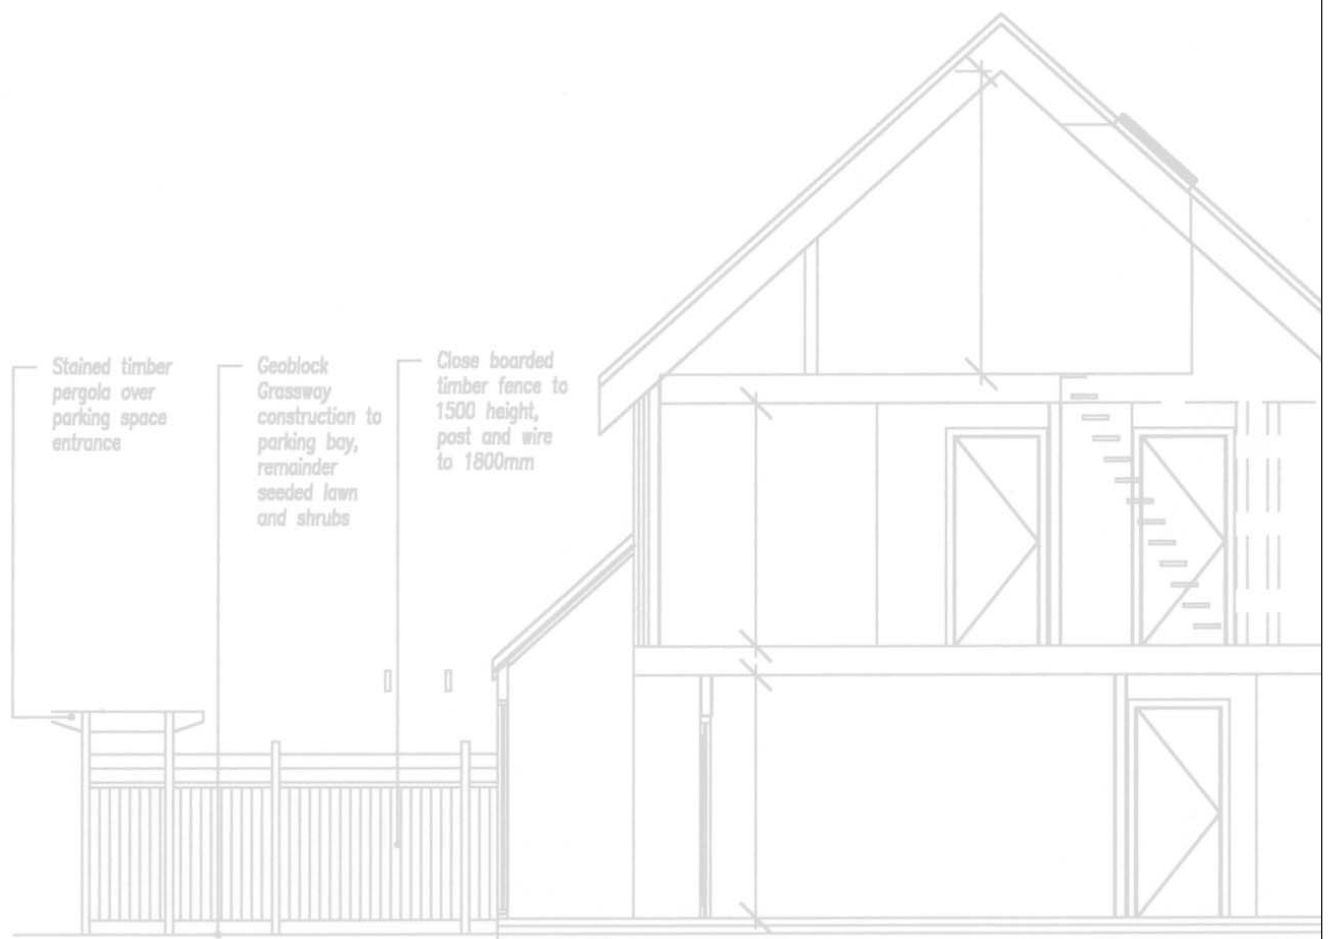 Stained timber
pergola over
parking space
entrance
Geoblock
Grassway
construction to
parking bay,
remainder
seeded lawn
and shrubs
Close boarded
timber fence to
1500 height,
post and wire
to 1800mm